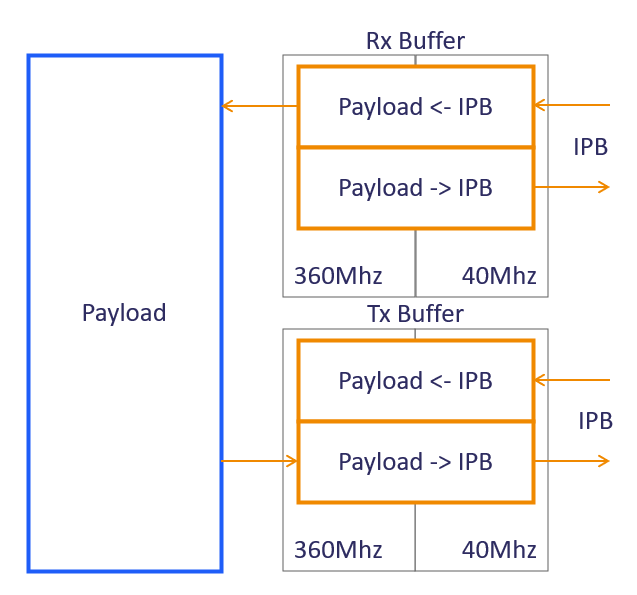 Rx Buffer
Payload <- IPB
IPB
Payload -> IPB
360Mhz 40Mhz
Payload
Tx Buffer
Payload <- IPB
IPB
Payload -> IPB
360Mhz 40Mhz